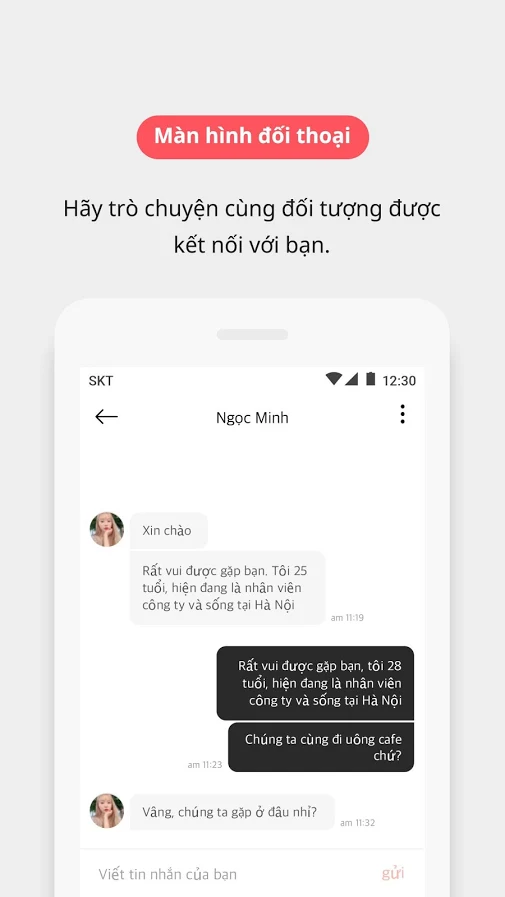 Màn hình đối thoại
Hãy trò chuyện cùng đối tượng được
kết nối với bạn.
SKT
12:30
Ngọc Minh
Xin chào
Rất vui được gặp bạn. Tôi 25
tuổi, hiện đang là nhân viên
công ty và sống tại Hà Nội
am 11:19
Rất vui được gặp bạn, tôi 28
tuổi, hiện đang là nhân viên
công ty và sống tại Hà Nội
Chúng ta cùng đi uông cafe
chứ?
am 11:23
Vâng, chúng ta gặp ở đâu nhỉ?
am 11:32
Viết tin nhắn của bạn
gửi